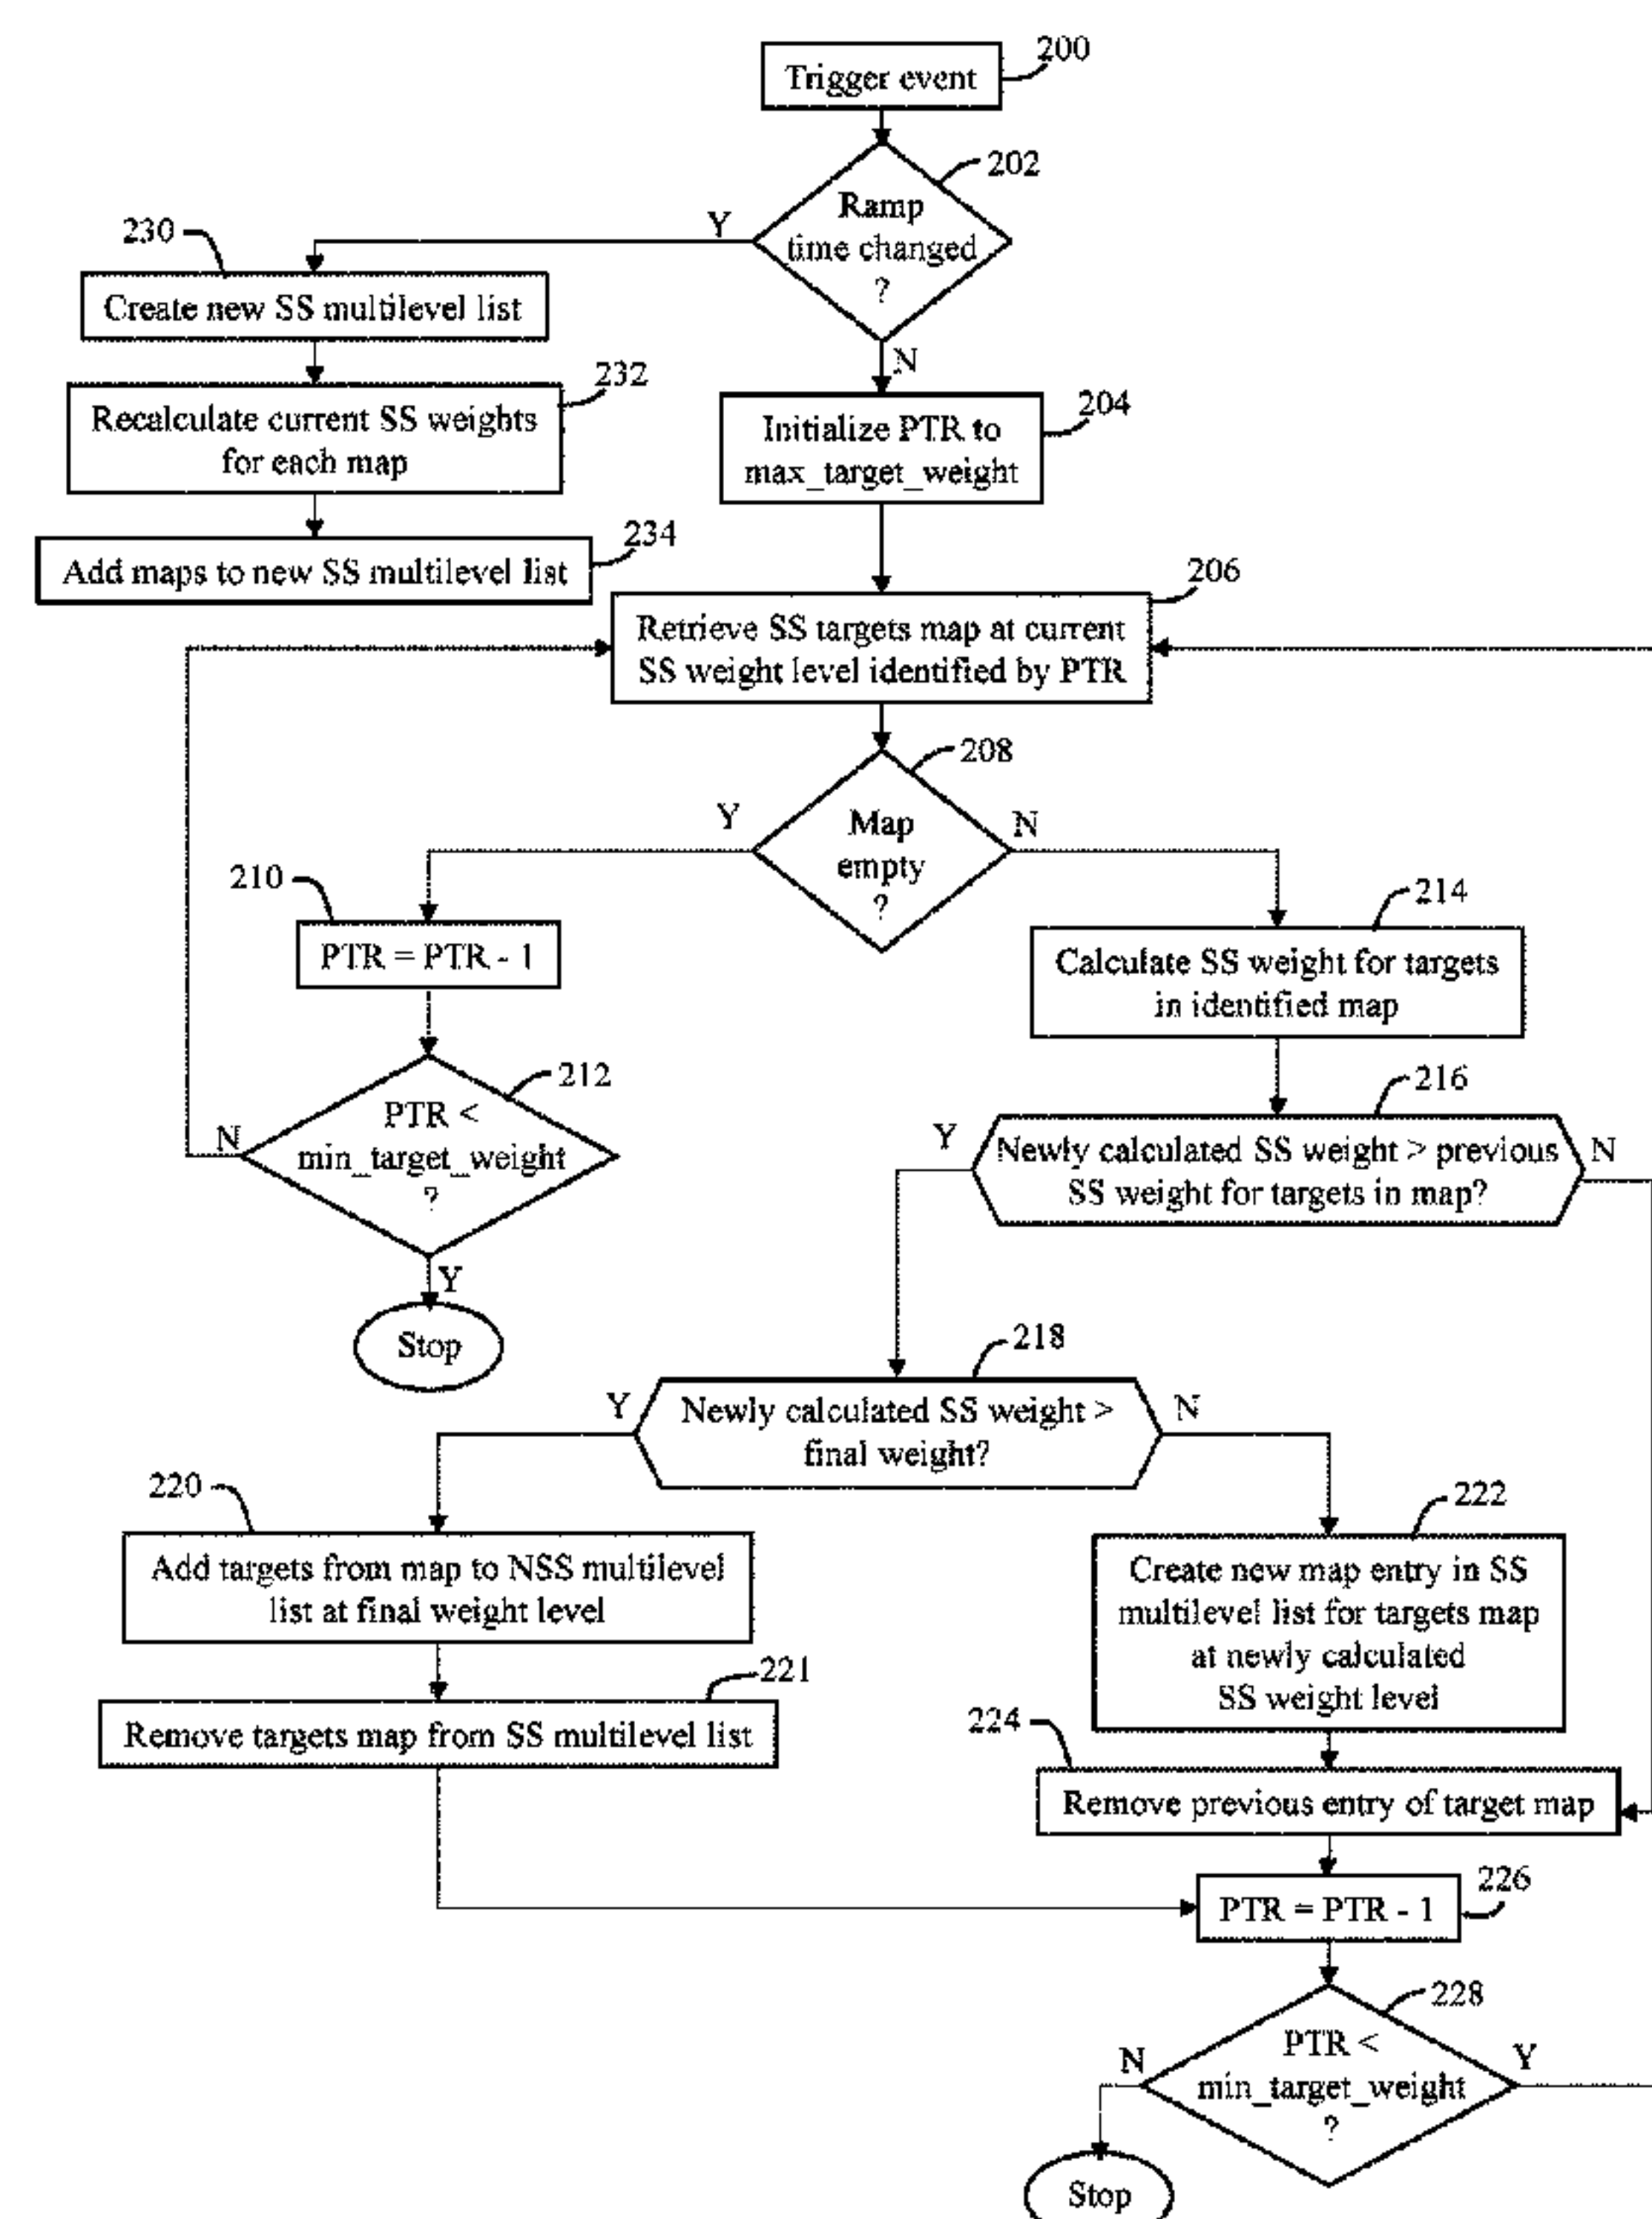 200
Trigger event
202
Ramp
time changed
?
Y
N
230
Create new SS multilevel list
232
Recalculate current SS weights
for each map
234
Add maps to new SS multilevel list
204
Initialize PTR to
max_target_weight
206
Retrieve SS targets map at current
SS weight level identified by PTR
208
Map
empty
?
Y
N
210
PTR = PTR - 1
212
PTR <
min_target_weight
?
N
Y
Stop
214
Calculate SS weight for targets
in identified map
216
Newly calculated SS weight > previous
SS weight for targets in map?
Y
N
218
Newly calculated SS weight >
final weight?
Y
N
220
Add targets from map to NSS multilevel
list at final weight level
221
Remove targets map from SS multilevel list
222
Create new map entry in SS
multilevel list for targets map
at newly calculated
SS weight level
224
Remove previous entry of target map
226
PTR = PTR - 1
228
PTR <
min_target_weight
?
N
Y
Stop